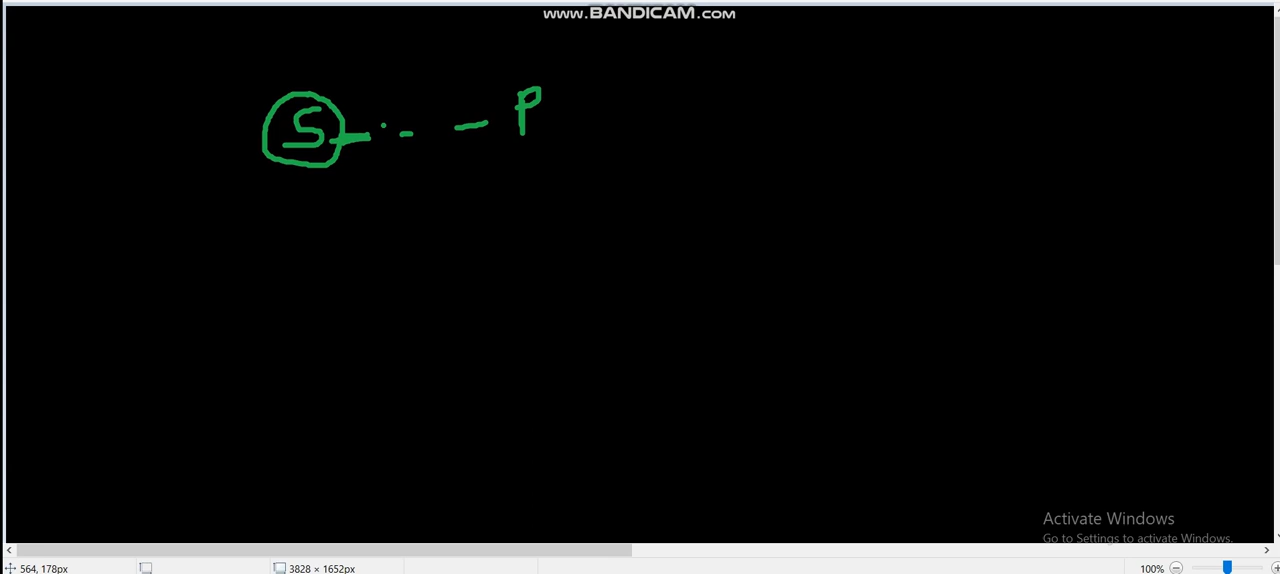 www.BANDICAM.com
S - - - P
Activate Windows
Go to Settings to activate Windows.
564, 178px
3828 × 1652px
100%